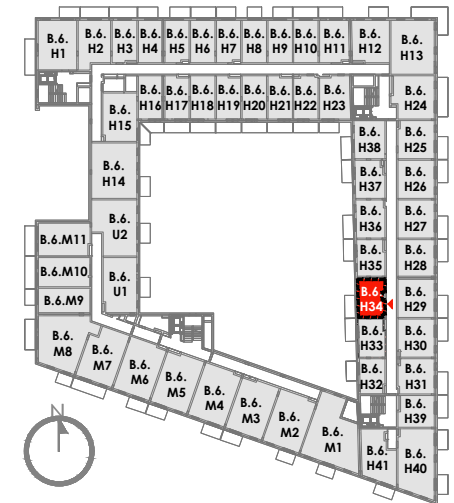 B.6.
H1
B.6.
H2
B.6.
H3
B.6.
H4
B.6.
H5
B.6.
H6
B.6.
H7
B.6.
H8
B.6.
H9
B.6.
H10
B.6.
H11
B.6.
H12
B.6.
H13
B.6.
H16
B.6.
H17
B.6.
H18
B.6.
H19
B.6.
H20
B.6.
H21
B.6.
H22
B.6.
H23
B.6.
H24
B.6.
H15
B.6.
H38
B.6.
H25
B.6.
H14
B.6.
H37
B.6.
H26
B.6.
U2
B.6.
H36
B.6.
H27
B.6.M11
B.6.
H35
B.6.
H28
B.6.M10
B.6.
U1
B.6.
H34
B.6.
H29
B.6.M9
B.6.
M8
B.6.
M7
B.6.
H33
B.6.
H30
B.6.
M6
B.6.
M5
B.6.
M4
B.6.
M3
B.6.
M2
B.6.
M1
B.6.
H32
B.6.
H31
B.6.
H39
B.6.
H41
B.6.
H40
N